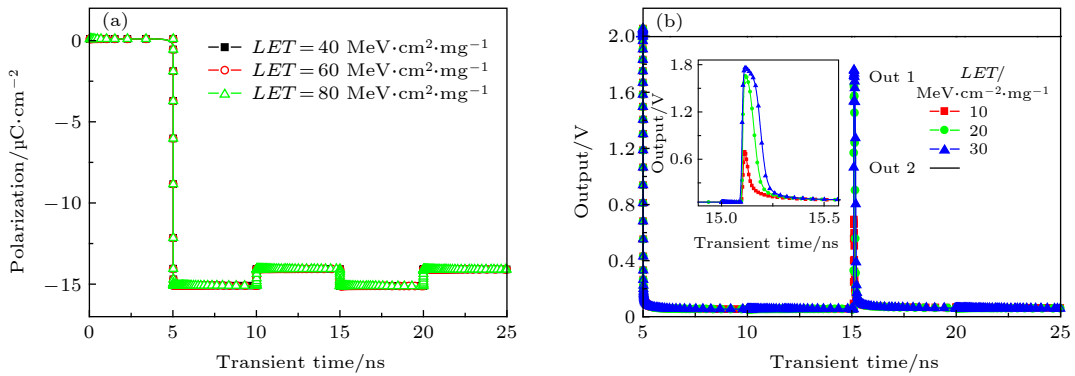 (a)
0
−5
−10
−15
Polarization/μC·cm−2
LET=40 MeV·cm2·mg−1
LET=60 MeV·cm2·mg−1
LET=80 MeV·cm2·mg−1
0 5 10 15 20 25
Transient time/ns
(b)
2.0
1.6
1.2
0.8
0.4
0
Output/V
1.8
1.2
0.6
Output/V
15.0 15.5
Transient time/ns
Out 1
LET/
MeV·cm−2·mg−1
10
20
30
Out 2
5 10 15 20 25
Transient time/ns